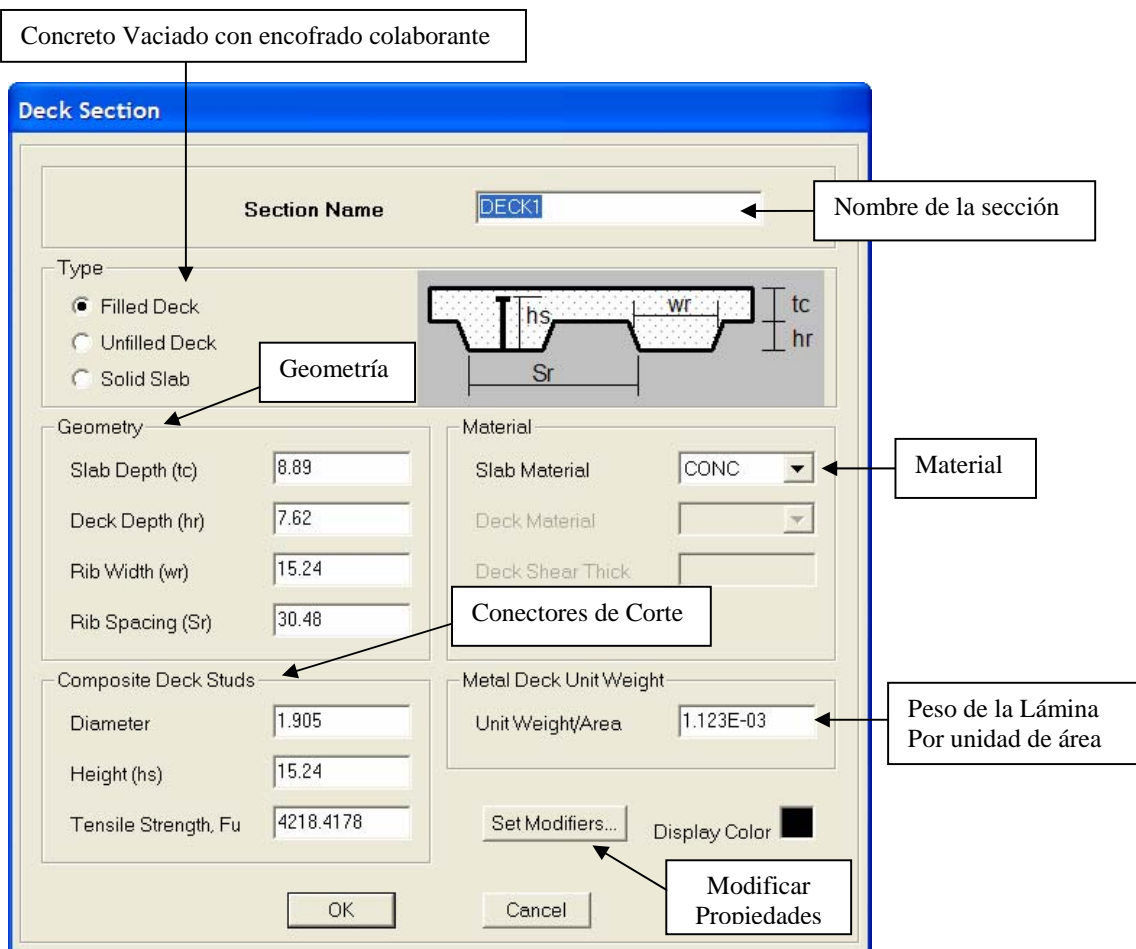 Concreto Vaciado con encofrado colaborante
Deck Section
Section Name
DECK1
Nombre de la sección
Type
Filled Deck
Unfilled Deck
Solid Slab
hs
wr
tc
hr
Sr
Geometría
Geometry
Slab Depth (tc)
8.89
Deck Depth (hr)
7.62
Rib Width (wr)
15.24
Rib Spacing (Sr)
30.48
Material
Slab Material
CONC
Deck Material
Deck Shear Thick
Material
Conectores de Corte
Composite Deck Studs
Diameter
1.905
Height (hs)
15.24
Tensile Strength, Fu
4218.4178
Metal Deck Unit Weight
Unit Weight/Area
1.123E-03
Peso de la Lámina
Por unidad de área
Set Modifiers...
Display Color
Modificar
Propiedades
OK
Cancel